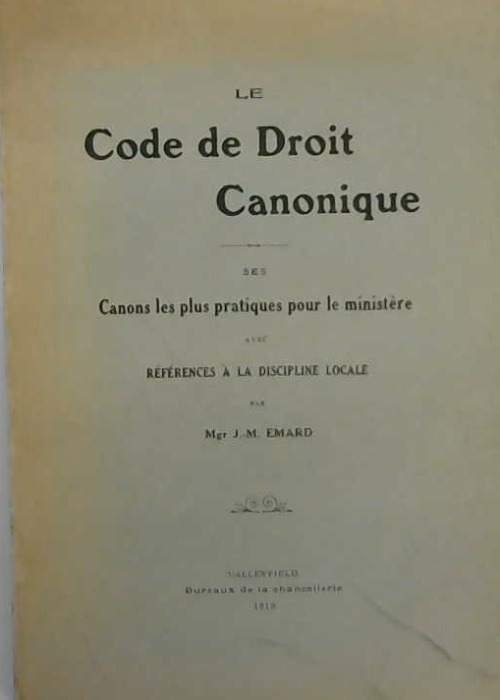 LE
Code de Droit
Canonique
SES
Canons les plus pratiques pour le ministère
AVEC
RÉFÉRENCES À LA DISCIPLINE LOCALE
PAR
Mgr J.-M. EMARD
VALLEYFIELD
Bureaux de la chancellerie
1919